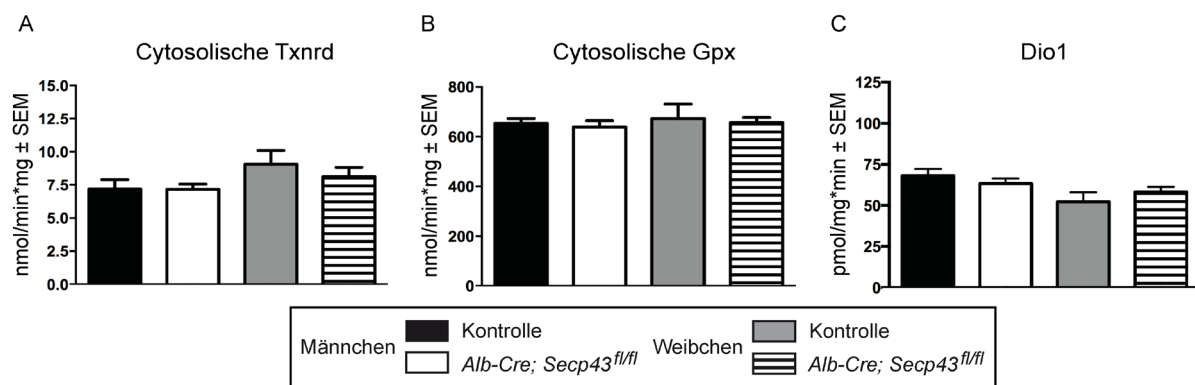 A
Cytosolische Txnrd
nmol/min*mg ± SEM
15.0
12.5
10.0
7.5
5.0
2.5
0.0
B
Cytosolische Gpx
nmol/min*mg ± SEM
800
600
400
200
0
C
Dio1
pmol/mg*min ± SEM
125
100
75
50
25
0
Männchen
Kontrolle
Alb-Cre; Secp43fl/fl
Weibchen
Kontrolle
Alb-Cre; Secp43fl/fl